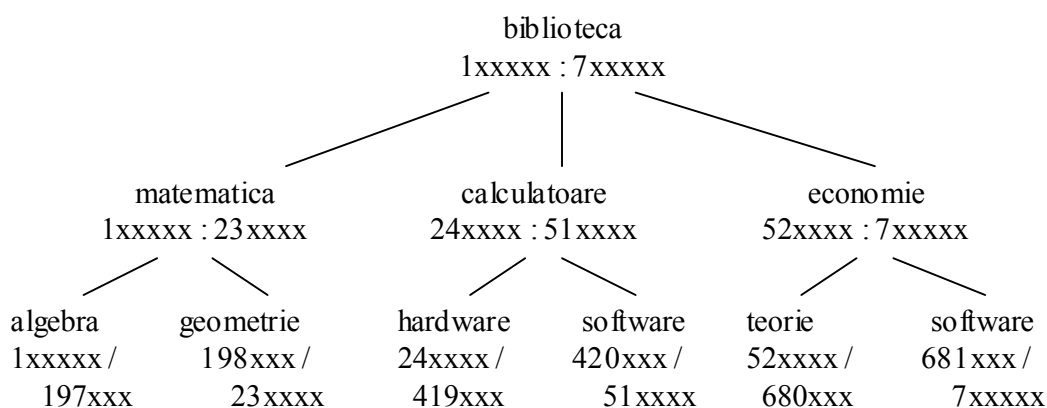 biblioteca
1xxxxx : 7xxxxx
matematica
1xxxxx : 23xxxx
calculatoare
24xxxx : 51xxxx
economie
52xxxx : 7xxxxx
algebra
1xxxxx /
197xxx
geometrie
198xxx /
23xxxx
hardware
24xxxx /
419xxx
software
420xxx /
51xxxx
teorie
52xxxx /
680xxx
software
681xxx /
7xxxxx